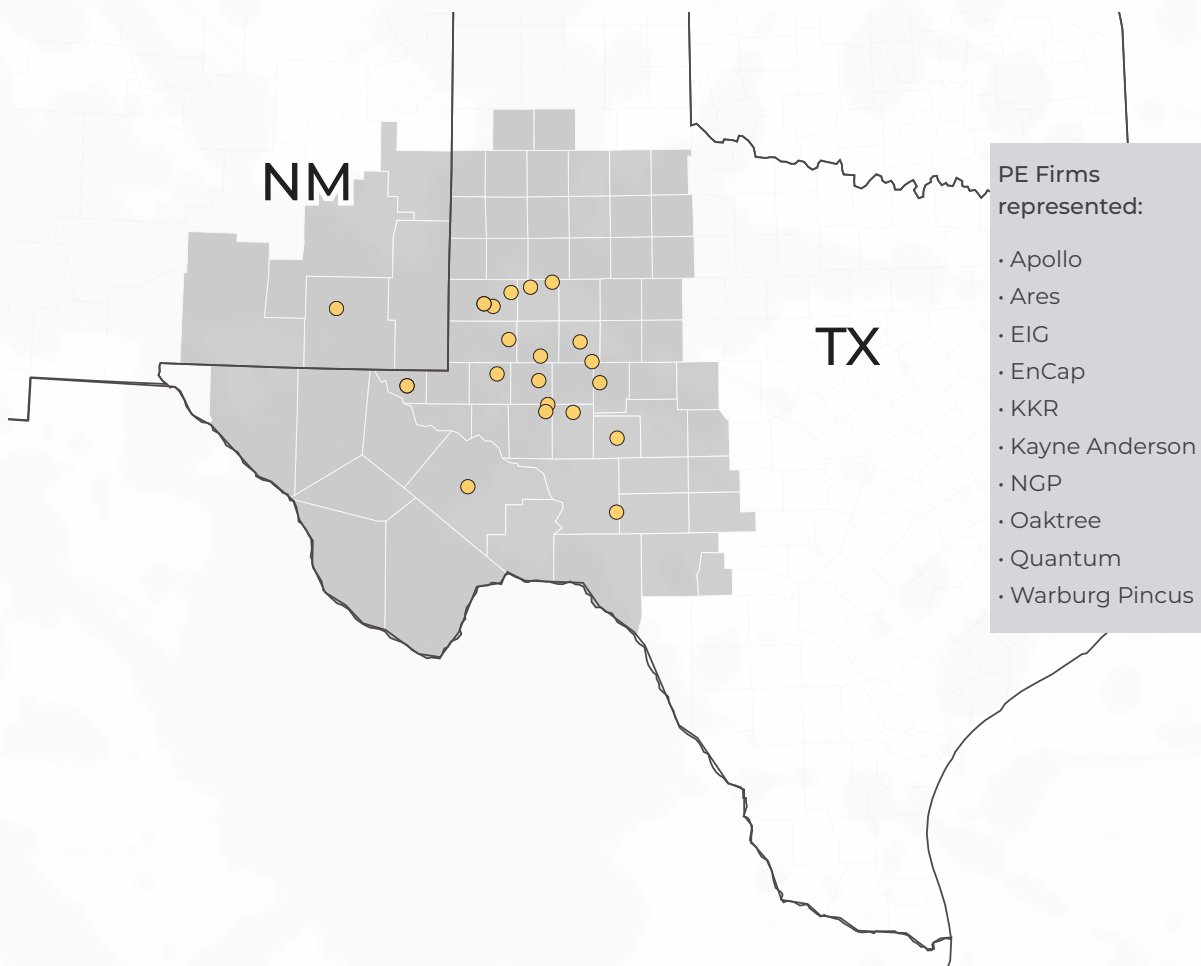 NM
TX
PE Firms
represented:
• Apollo
• Ares
• EIG
• EnCap
• KKR
• Kayne Anderson
• NGP
• Oaktree
• Quantum
• Warburg Pincus